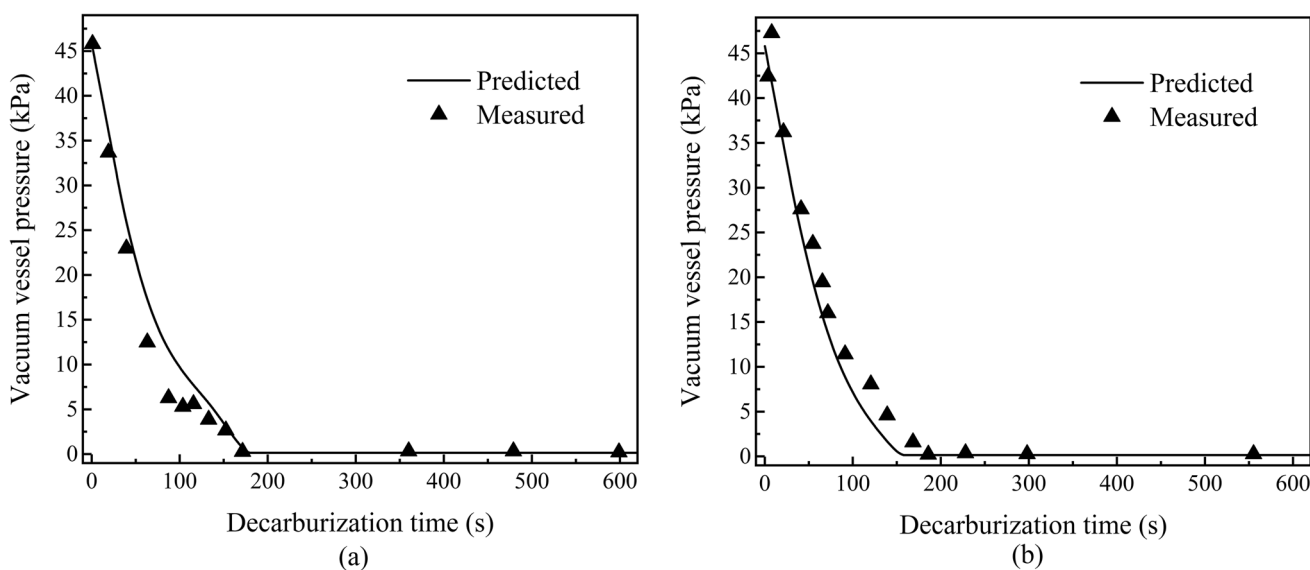 Vacuum vessel pressure (kPa)
45
40
35
30
25
20
15
10
5
0
Predicted
Measured
0 100 200 300 400 500 600
Decarburization time (s)
(a)
Vacuum vessel pressure (kPa)
45
40
35
30
25
20
15
10
5
0
Predicted
Measured
0 100 200 300 400 500 600
Decarburization time (s)
(b)